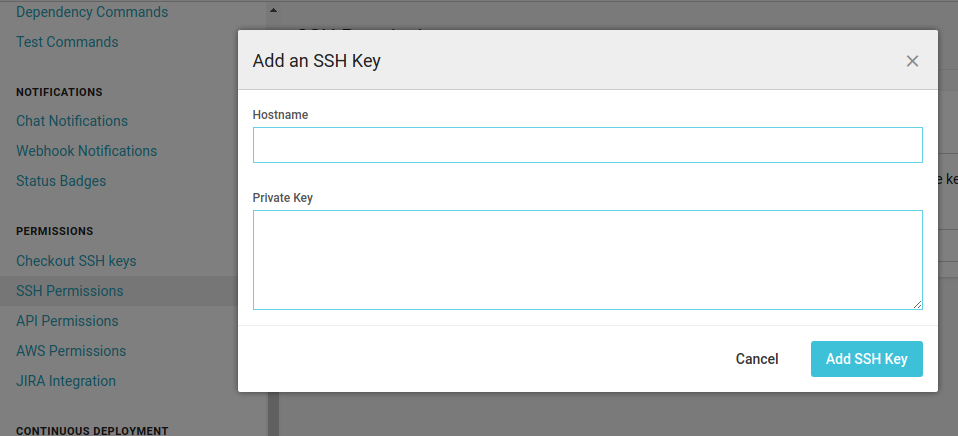 Dependency Commands
Test Commands
NOTIFICATIONS
Chat Notifications
Webhook Notifications
Status Badges
PERMISSIONS
Checkout SSH keys
SSH Permissions
API Permissions
AWS Permissions
JIRA Integration
CONTINUOUS DEPLOYMENT
Add an SSH Key
×
Hostname
Private Key
Cancel
Add SSH Key